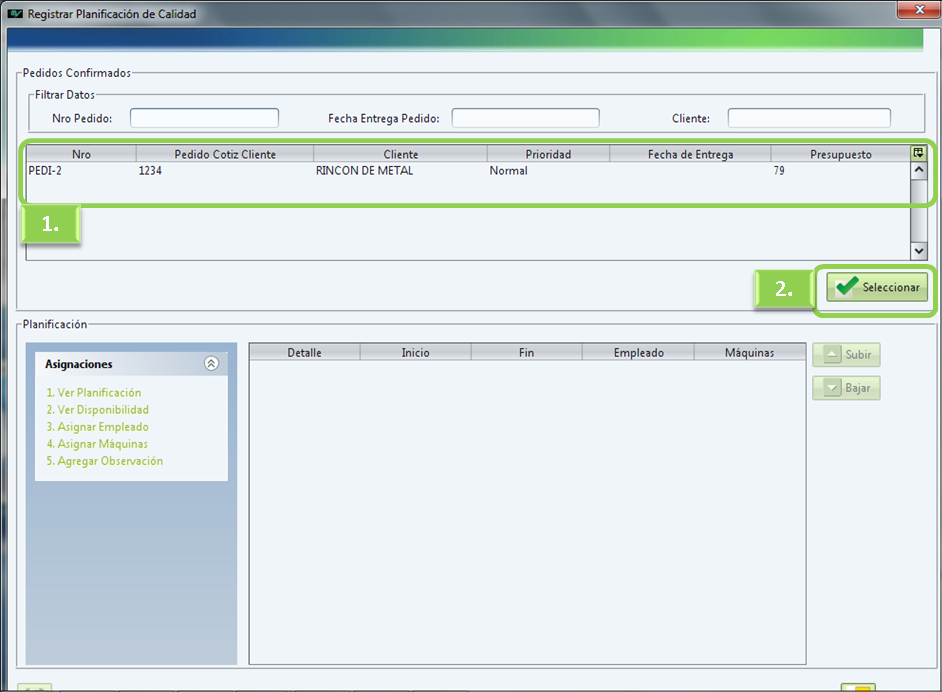 Registrar Planificación de Calidad
Pedidos Confirmados
Filtrar Datos
Nro Pedido: Fecha Entrega Pedido: Cliente:
Nro Pedido Cotiz Cliente Cliente Prioridad Fecha de Entrega Presupuesto
PEDI-2 1234 RINCON DE METAL Normal 79
1.
2. Seleccionar
Planificación
Asignaciones
1. Ver Planificación
2. Ver Disponibilidad
3. Asignar Empleado
4. Asignar Máquinas
5. Agregar Observación
Detalle Inicio Fin Empleado Máquinas
Subir
Bajar